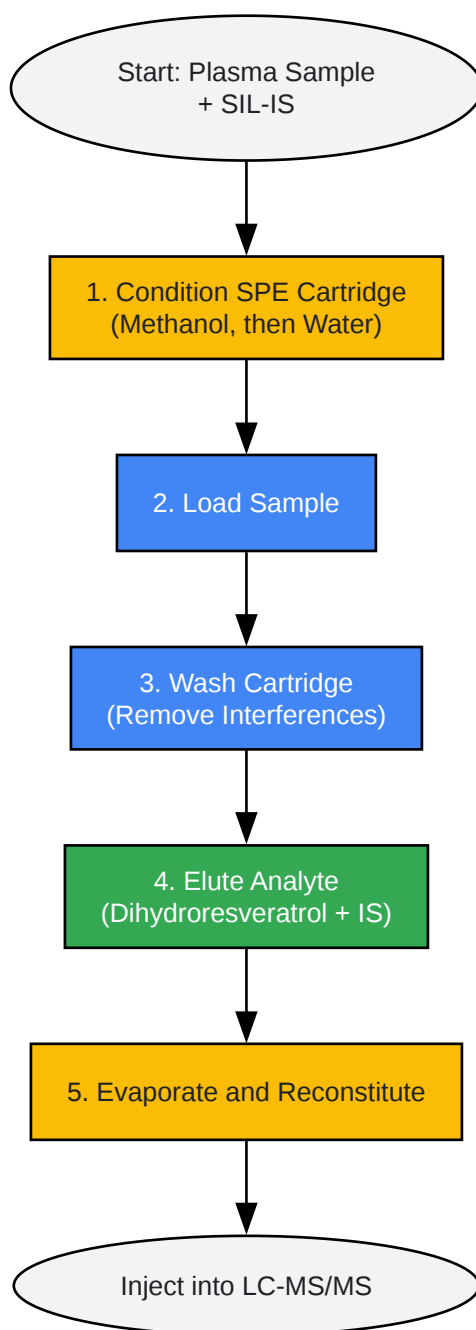 Start: Plasma Sample
+ SIL-IS
1. Condition SPE Cartridge
(Methanol, then Water)
2. Load Sample
3. Wash Cartridge
(Remove Interferences)
4. Elute Analyte
(Dihydroresveratrol + IS)
5. Evaporate and Reconstitute
Inject into LC-MS/MS